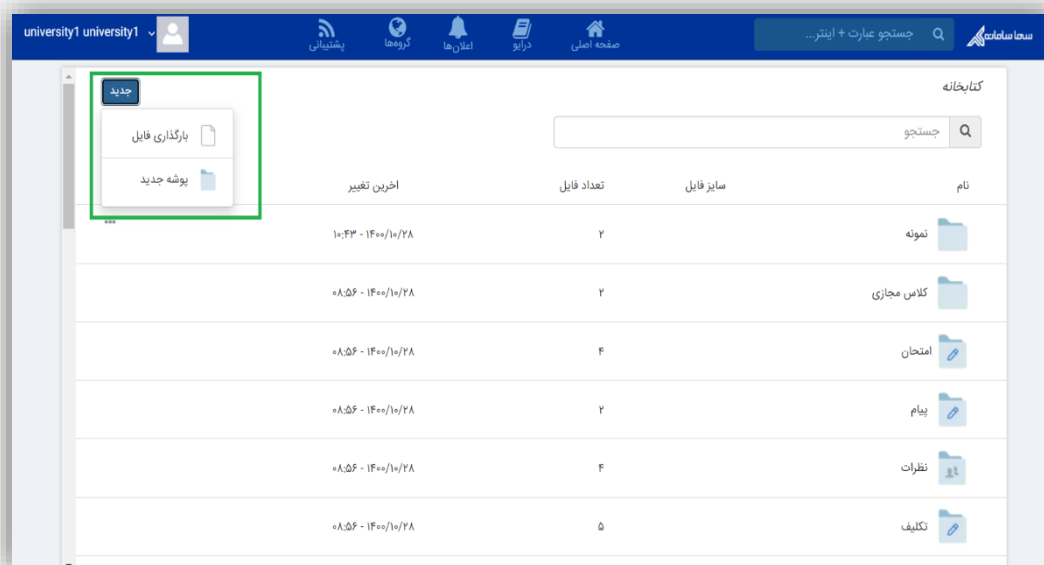 سما سامانه
جستجو عبارت + اینتر...
صفحه اصلی
درایو
اعلان‌ها
گروه‌ها
پشتیبانی
university1 university1
کتابخانه
جدید
جستجو
بارگذاری فایل
پوشه جدید
نام سایز فایل تعداد فایل اخرین تغییر
نمونه ۲ ۱۴۰۰/۱۰/۲۸ - ۱۰:۴۳ ...
کلاس مجازی ۲ ۱۴۰۰/۱۰/۲۸ - ۰۸:۵۶
امتحان ۴ ۱۴۰۰/۱۰/۲۸ - ۰۸:۵۶
پیام ۲ ۱۴۰۰/۱۰/۲۸ - ۰۸:۵۶
نظرات ۴ ۱۴۰۰/۱۰/۲۸ - ۰۸:۵۶
تکلیف ۵ ۱۴۰۰/۱۰/۲۸ - ۰۸:۵۶